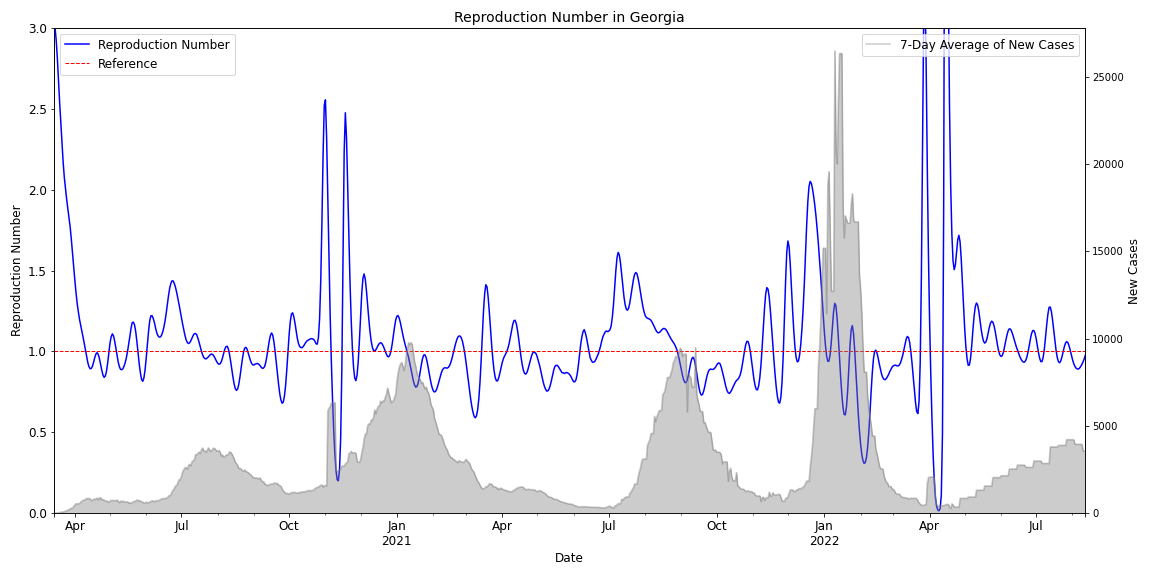 Reproduction Number in Georgia
Reproduction Number
Reference
7-Day Average of New Cases
3.0
2.5
2.0
1.5
1.0
0.5
0.0
Reproduction Number
25000
20000
15000
10000
5000
0
New Cases
Apr
Jul
Oct
Jan
2021
Apr
Jul
Oct
Jan
2022
Apr
Jul
Date